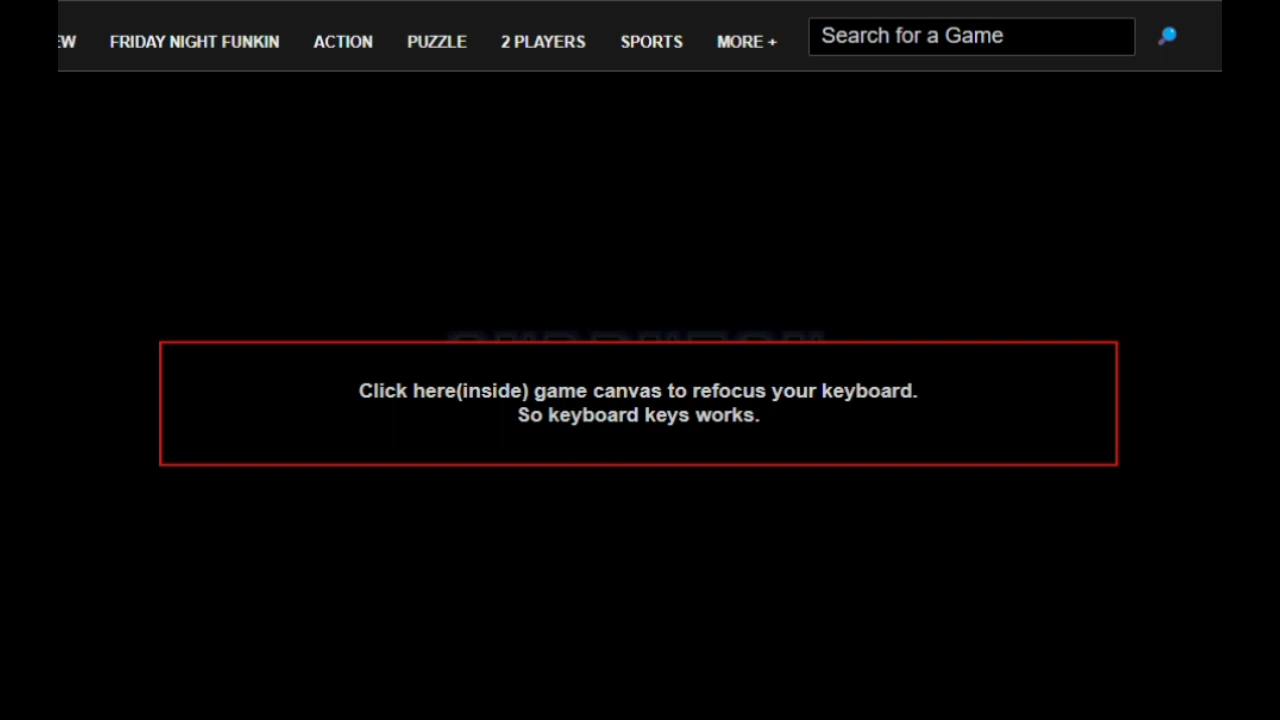 EW FRIDAY NIGHT FUNKIN ACTION PUZZLE 2 PLAYERS SPORTS MORE + Search for a Game
Click here(inside) game canvas to refocus your keyboard.
So keyboard keys works.